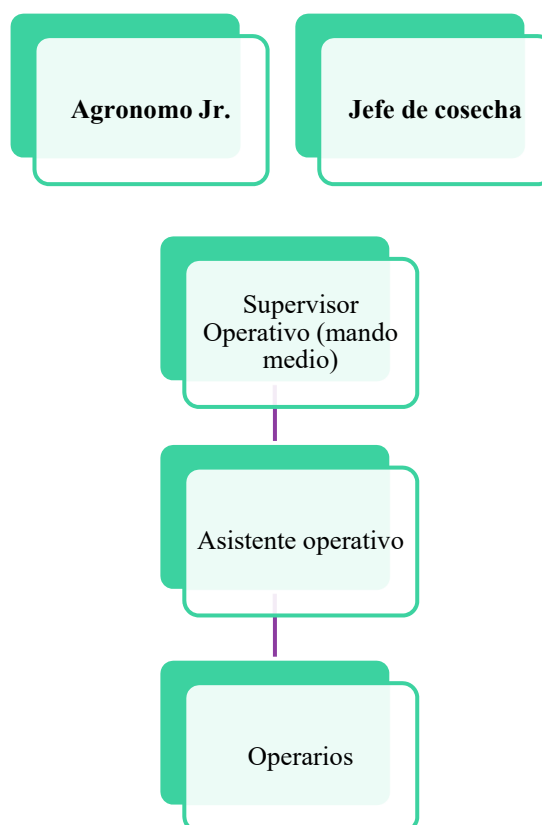 Agronomo Jr.
Jefe de cosecha
Supervisor
Operativo (mando
medio)
Asistente operativo
Operarios